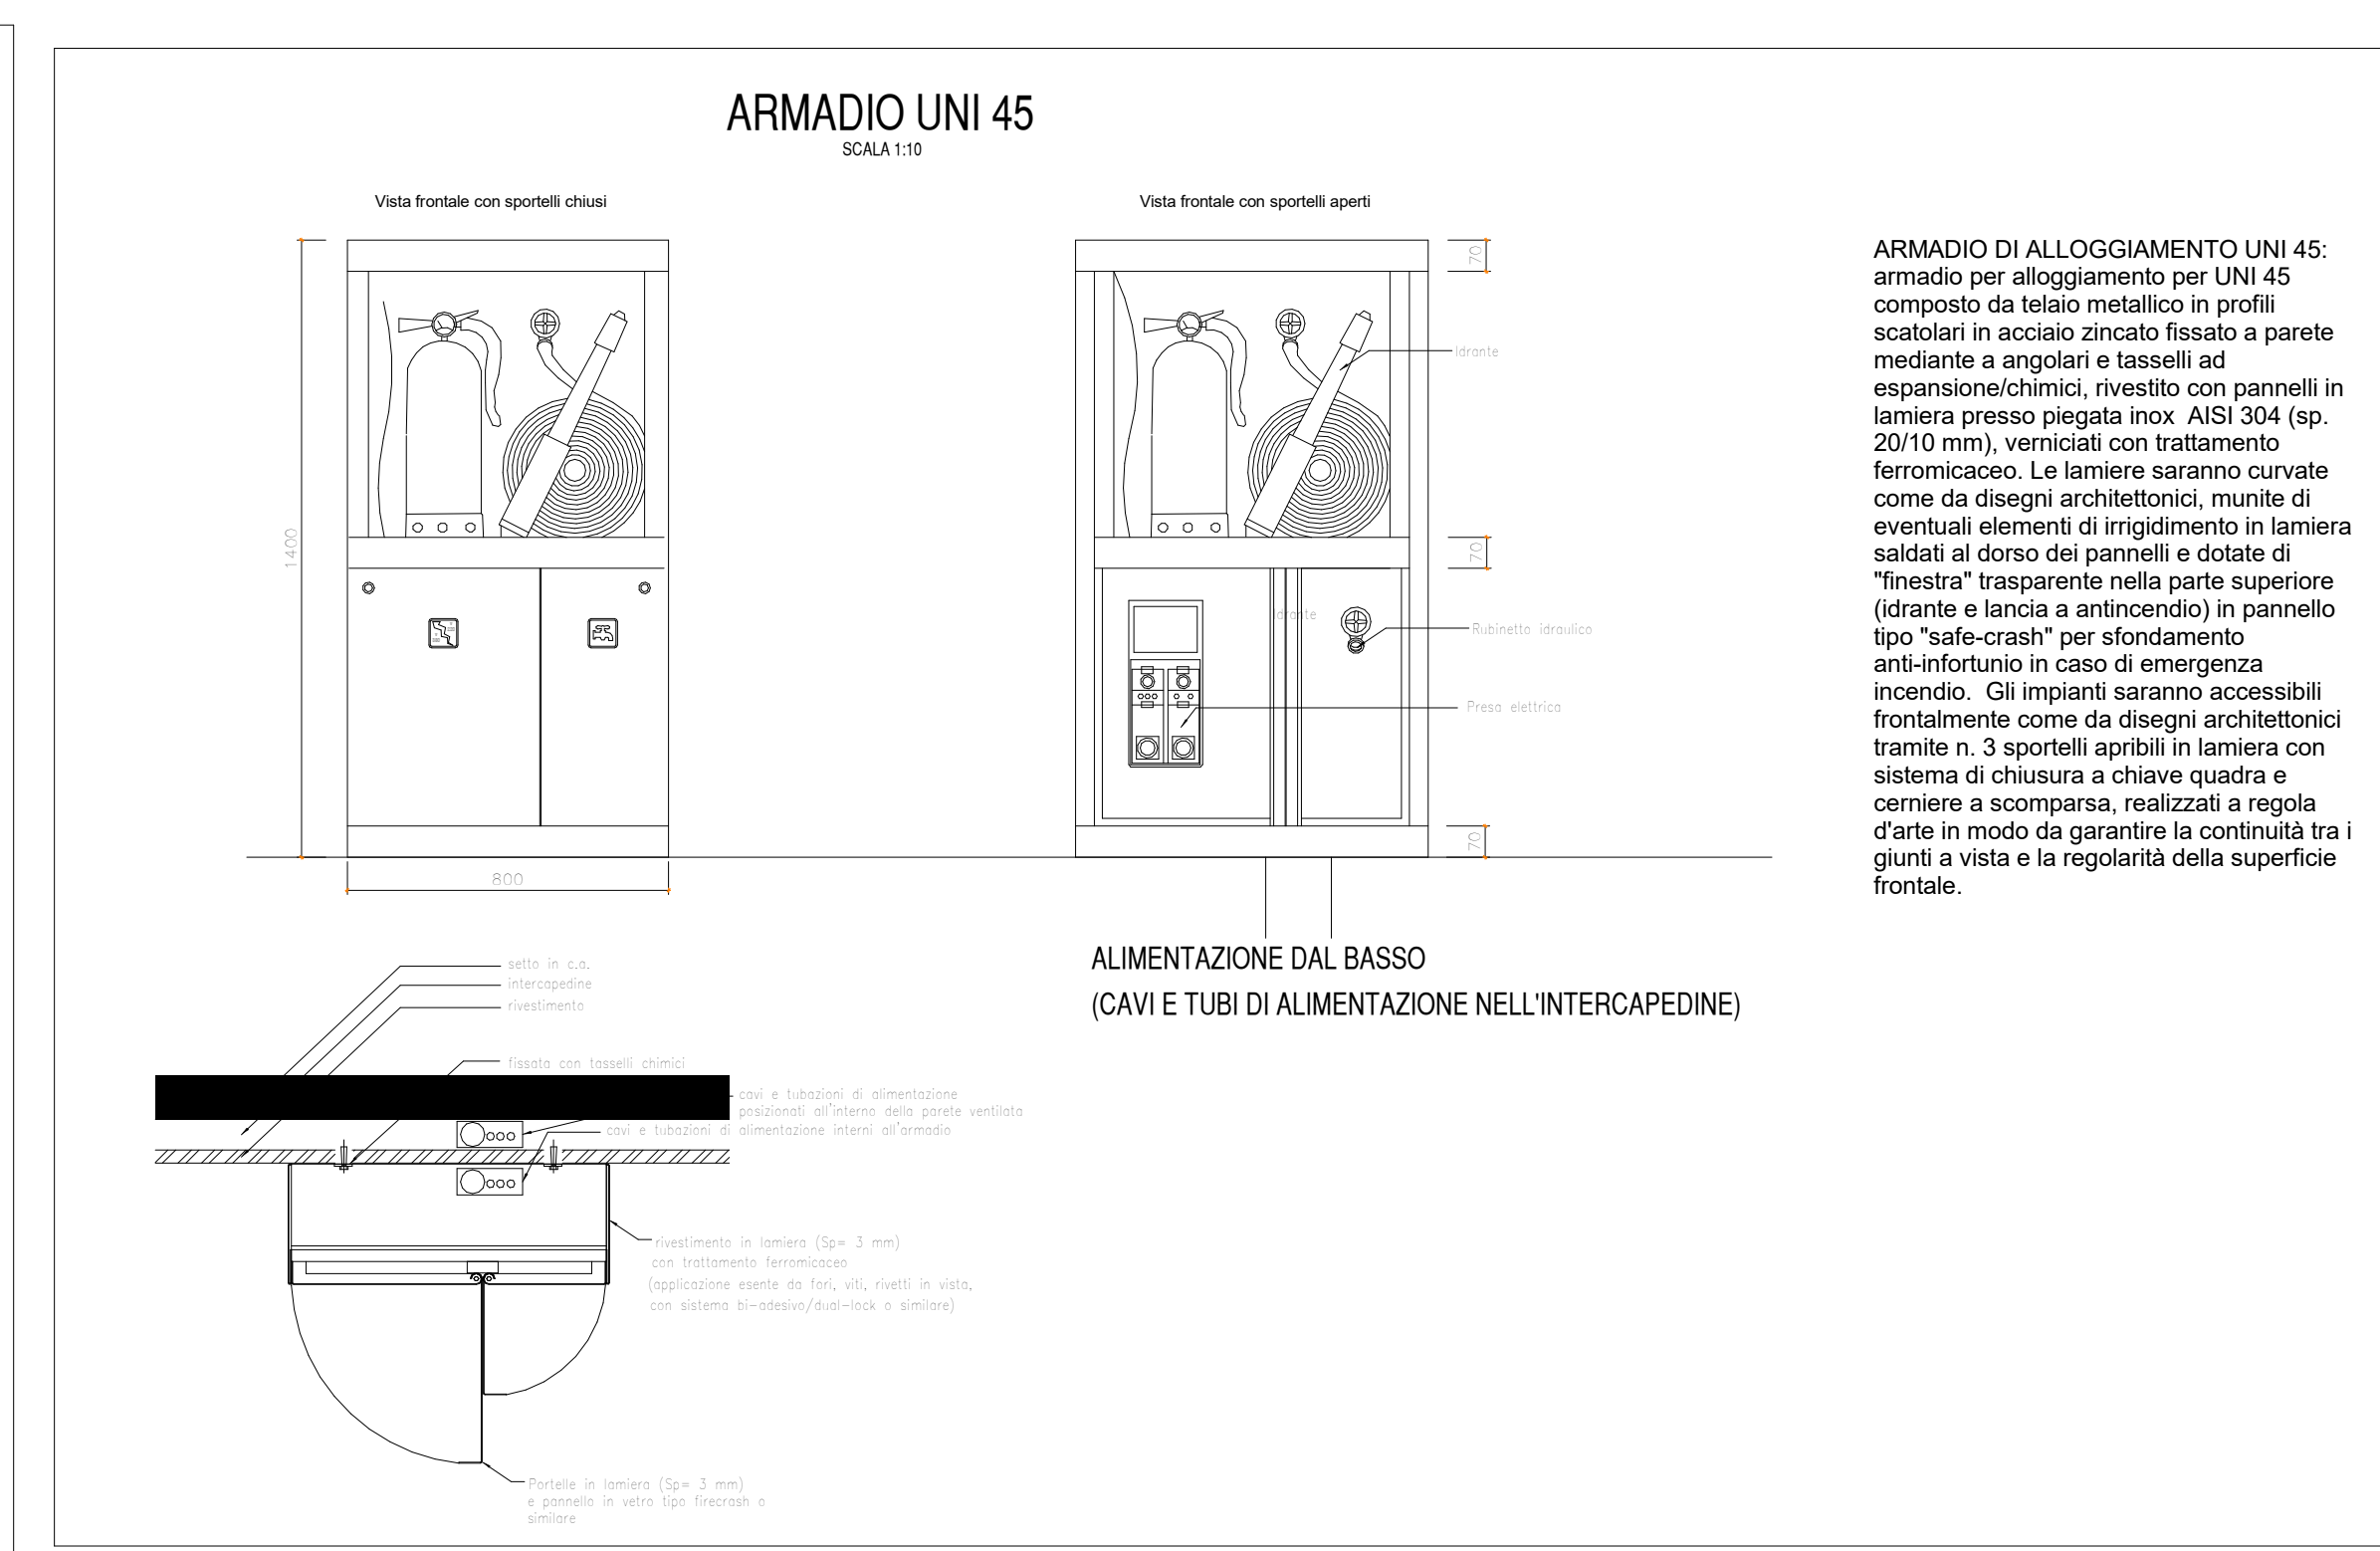 ARMADIO UNI 45
SCALA 1:10
Vista frontale con sportelli chiusi
Vista frontale con sportelli aperti
70
Idrante
1400
70
Idrante
Rubinetto idraulico
Presa elettrica
70
800
ARMADIO DI ALLOGGIAMENTO UNI 45:
armadio per alloggiamento per UNI 45
composto da telaio metallico in profili
scatolari in acciaio zincato fissato a parete
mediante a angolari e tasselli ad
espansione/chimici, rivestito con pannelli in
lamiera presso piegata inox  AISI 304 (sp.
20/10 mm), verniciati con trattamento
ferromicaceo. Le lamiere saranno curvate
come da disegni architettonici, munite di
eventuali elementi di irrigidimento in lamiera
saldati al dorso dei pannelli e dotate di
"finestra" trasparente nella parte superiore
(idrante e lancia a antincendio) in pannello
tipo "safe-crash" per sfondamento
anti-infortunio in caso di emergenza
incendio.  Gli impianti saranno accessibili
frontalmente come da disegni architettonici
tramite n. 3 sportelli apribili in lamiera con
sistema di chiusura a chiave quadra e
cerniere a scomparsa, realizzati a regola
d'arte in modo da garantire la continuità tra i
giunti a vista e la regolarità della superficie
frontale.
ALIMENTAZIONE DAL BASSO
(CAVI E TUBI DI ALIMENTAZIONE NELL'INTERCAPEDINE)
setto in c.a.
intercapedine
rivestimento
fissata con tasselli chimici
cavi e tubazioni di alimentazione
posizionati all'interno della parete ventilata
cavi e tubazioni di alimentazione interni all'armadio
rivestimento in lamiera (Sp= 3 mm)
con trattamento ferromicaceo
(applicazione esente da fori, viti, rivetti in vista,
con sistema bi-adesivo/dual-lock o similare)
Portelle in lamiera (Sp= 3 mm)
e pannello in vetro tipo firecrash o
similare